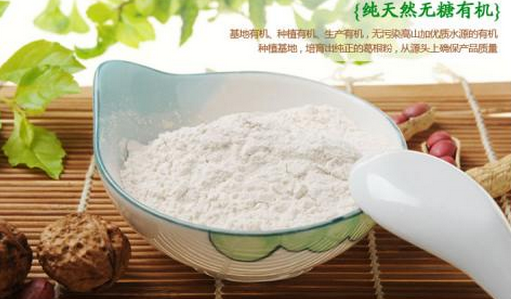 {纯天然无糖有机}
基地有机、种植有机、生产有机，无污染高山加优质水源的有机
种植基地，培育出纯正的葛根粉，从源头上确保产品质量